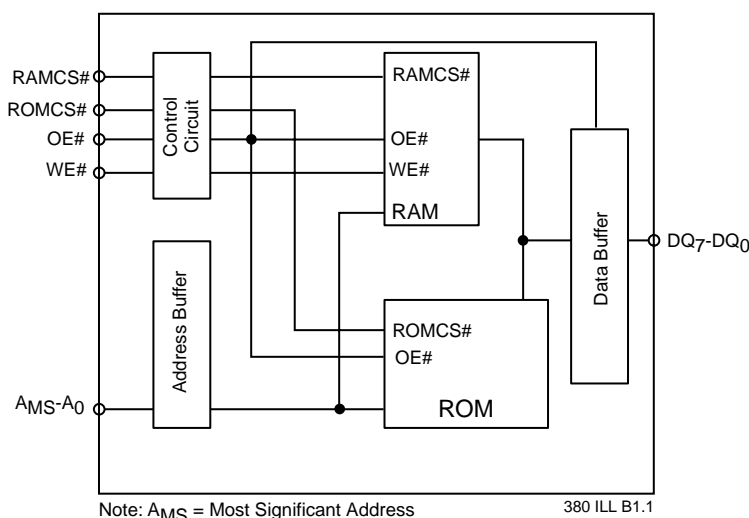 RAMCS#
ROMCS#
OE#
WE#
Control
Circuit
RAMCS#
OE#
WE#
RAM
Data Buffer
DQ7-DQ0
Address Buffer
ROMCS#
OE#
ROM
AMS-A0
Note: AMS = Most Significant Address
380 ILL B1.1